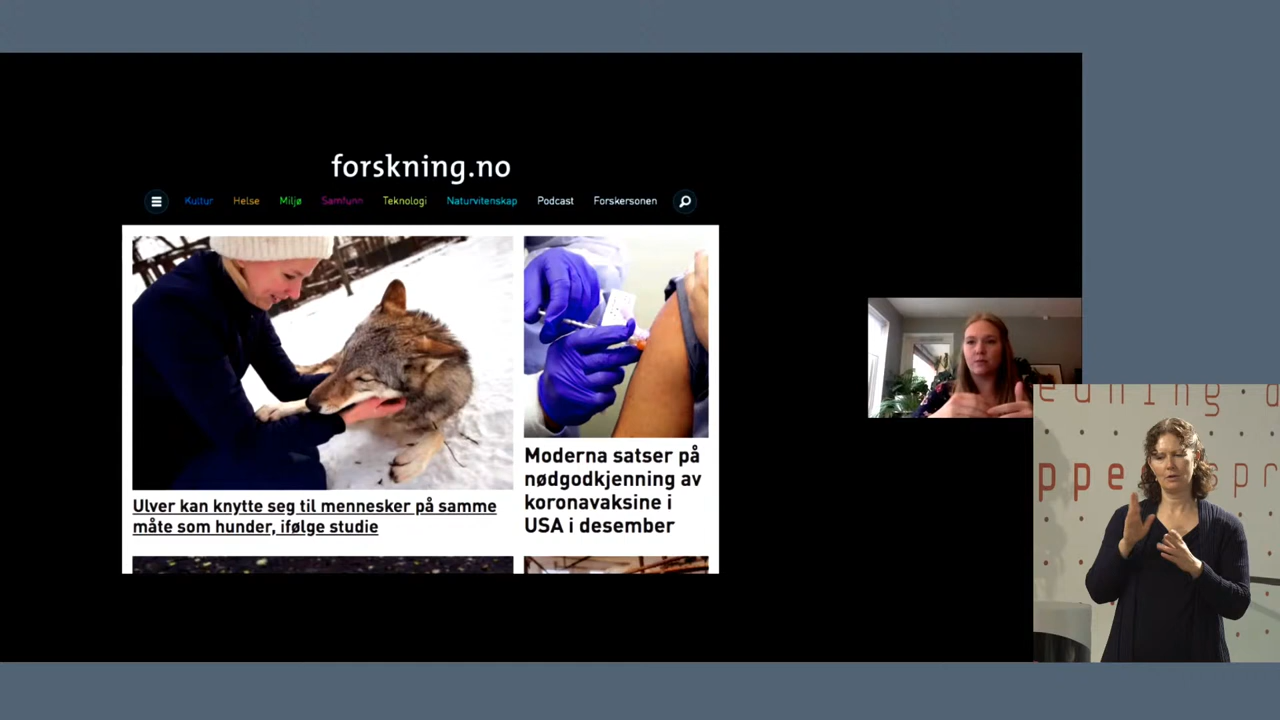 forskning.no
Kultur Helse Miljø Samfunn Teknologi Naturvitenskap Podcast Forskersonen
Ulver kan knytte seg til mennesker på samme
måte som hunder, ifølge studie
Moderna satser på
nødgodkjenning av
koronavaksine i
USA i desember